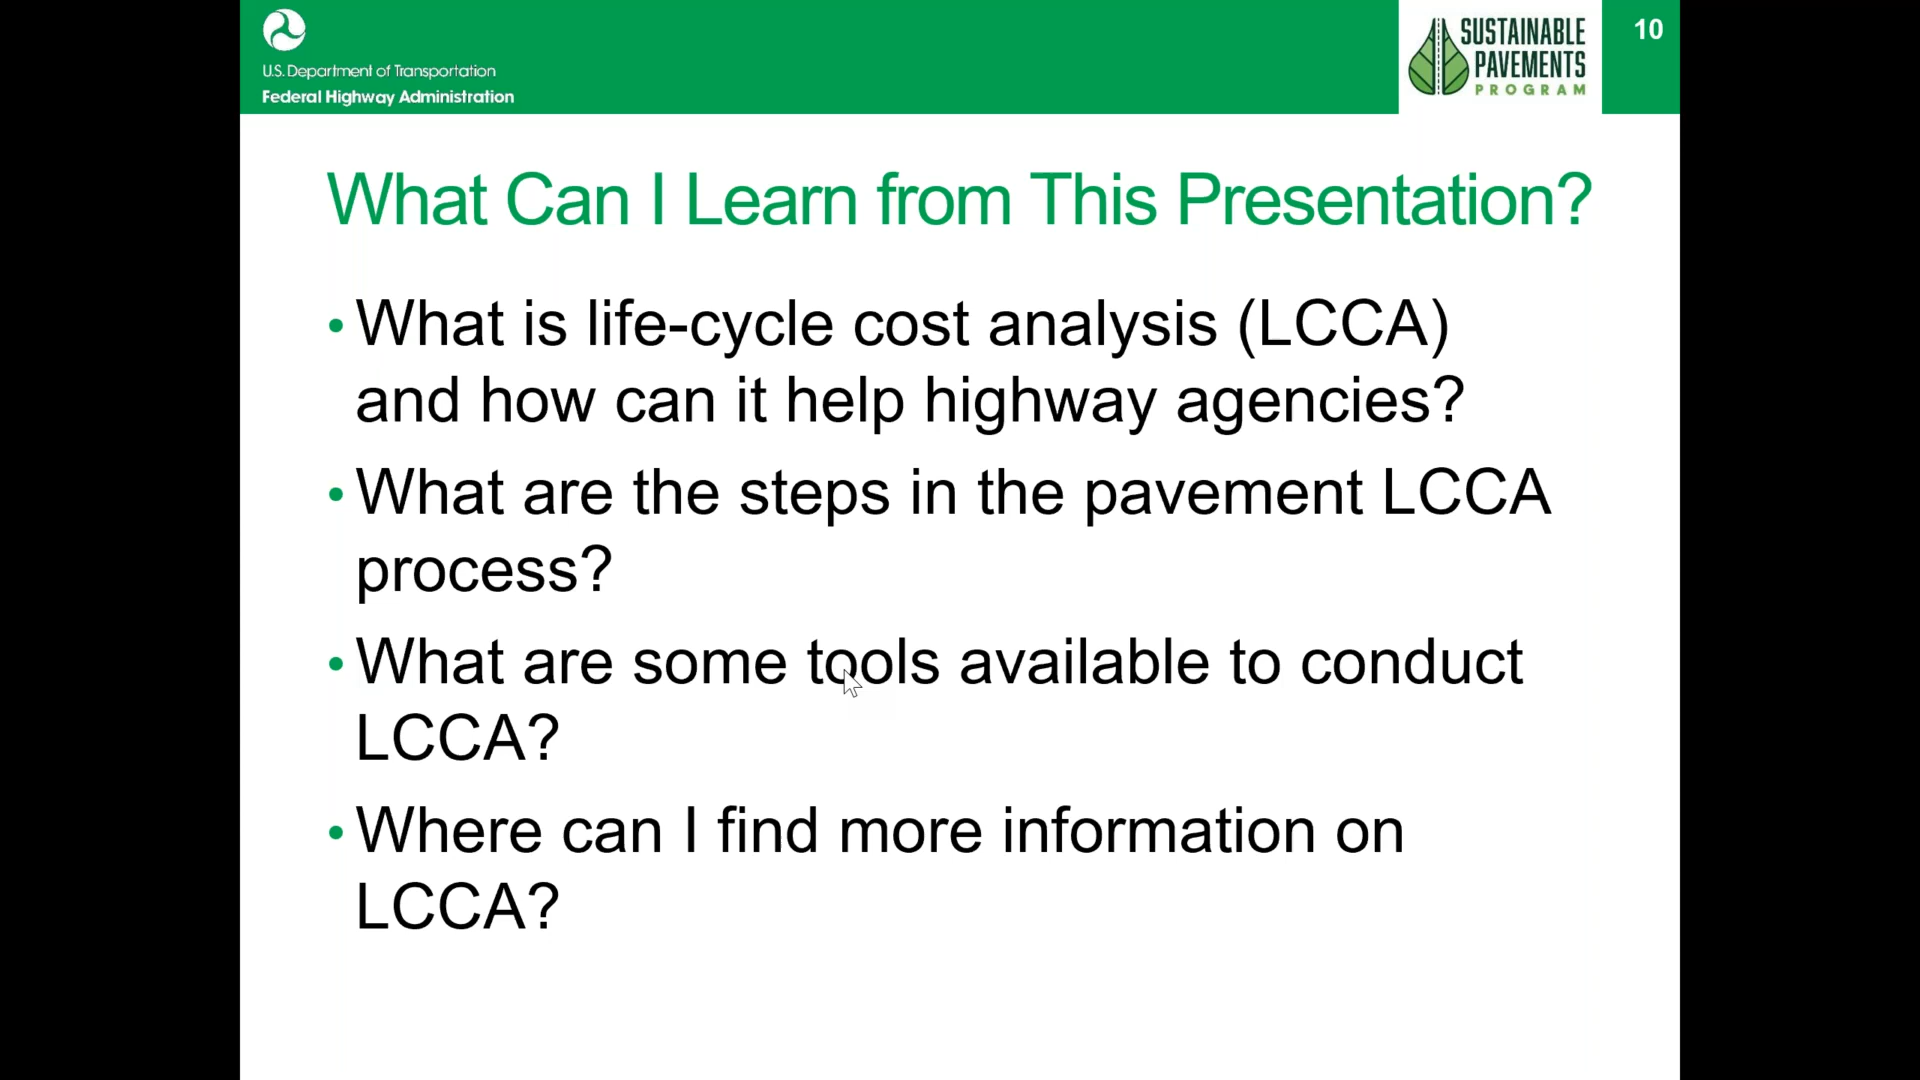 U.S. Department of Transportation
Federal Highway Administration
SUSTAINABLE
PAVEMENTS
PROGRAM
10
What Can I Learn from This Presentation?
• What is life-cycle cost analysis (LCCA)
and how can it help highway agencies?
• What are the steps in the pavement LCCA
process?
• What are some tools available to conduct
LCCA?
• Where can I find more information on
LCCA?